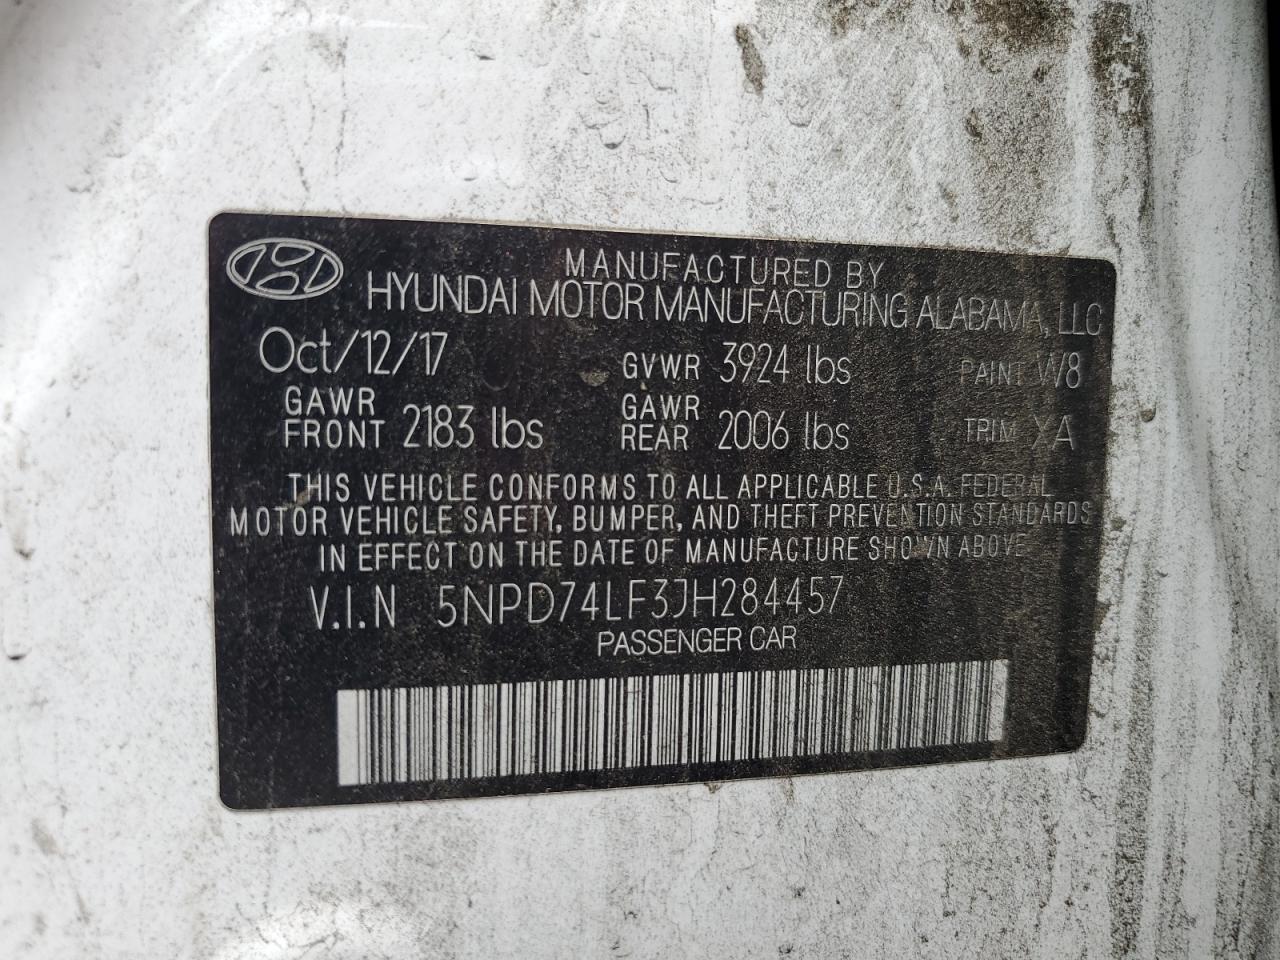 MANUFACTURED BY
HYUNDAI MOTOR MANUFACTURING ALABAMA, LLC
Oct/12/17 GVWR 3924 lbs PAINT W8
GAWR FRONT 2183 lbs GAWR REAR 2006 lbs TRIM XA
THIS VEHICLE CONFORMS TO ALL APPLICABLE U.S.A. FEDERAL
MOTOR VEHICLE SAFETY, BUMPER, AND THEFT PREVENTION STANDARDS
IN EFFECT ON THE DATE OF MANUFACTURE SHOWN ABOVE
V.I.N 5NPD74LF3JH284457
PASSENGER CAR